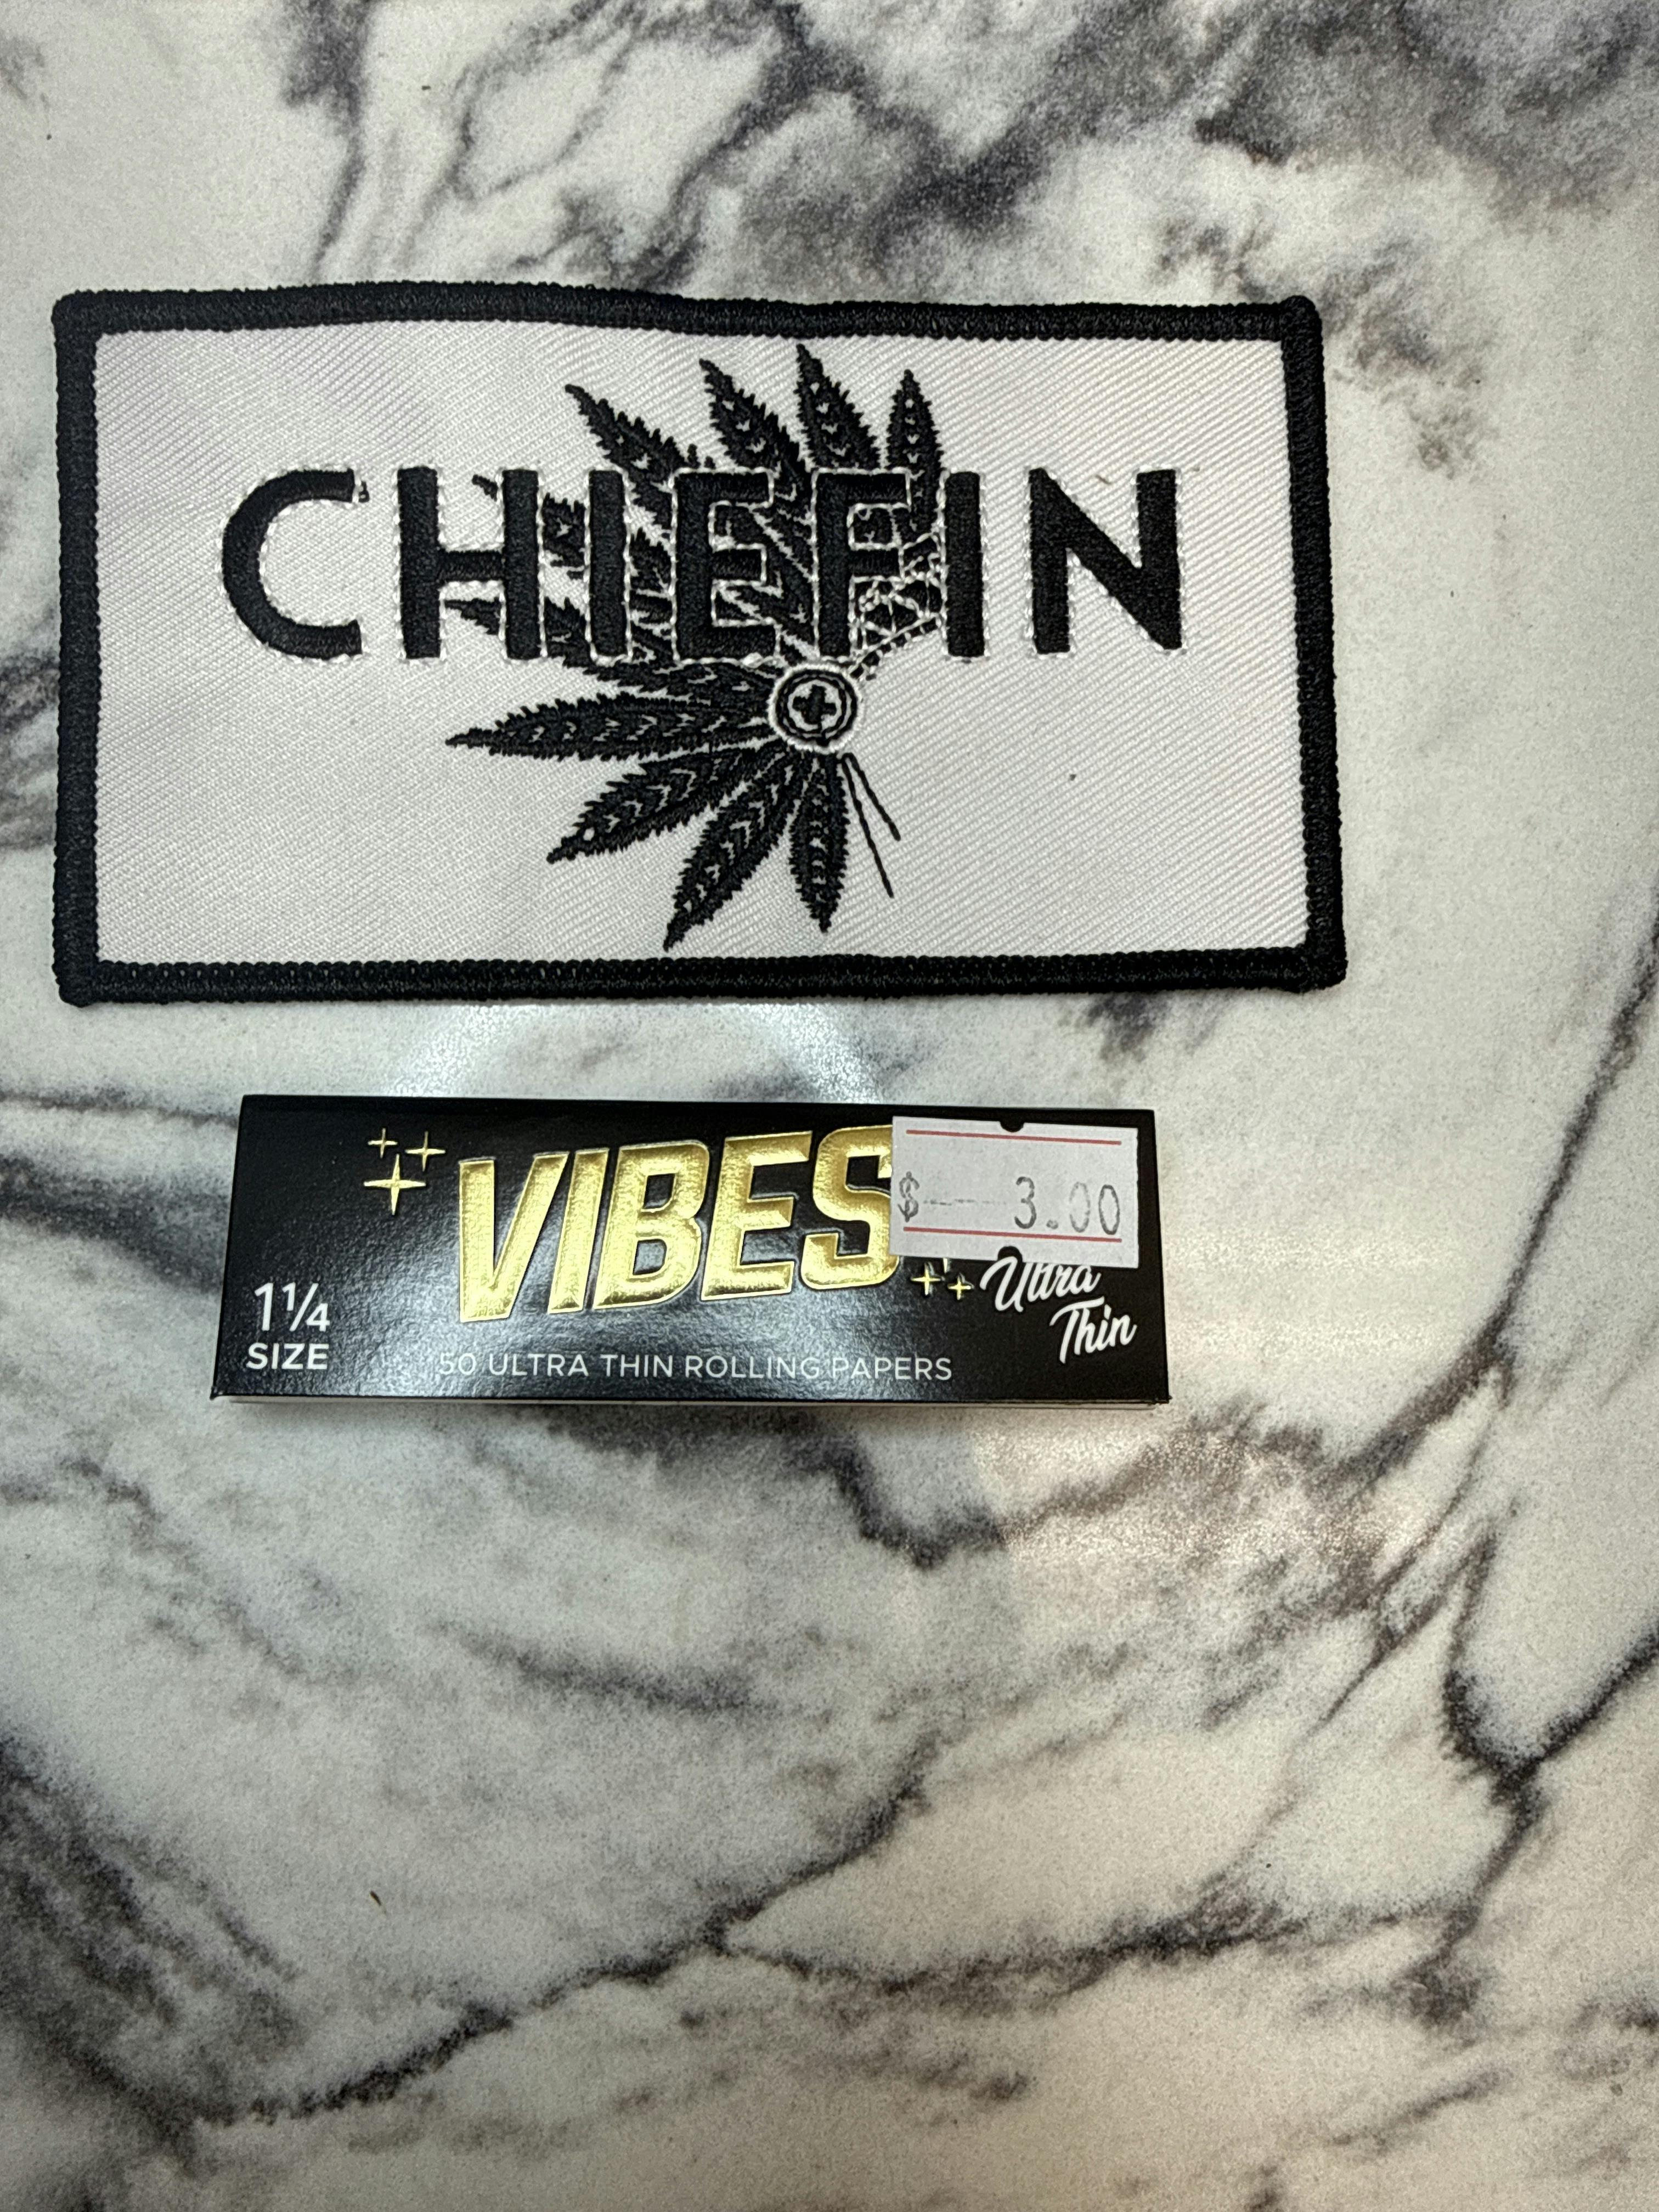 CHIEFIN
VIBES
$ 3.00
Ultra
Thin
1¼
SIZE
50 ULTRA THIN ROLLING PAPERS